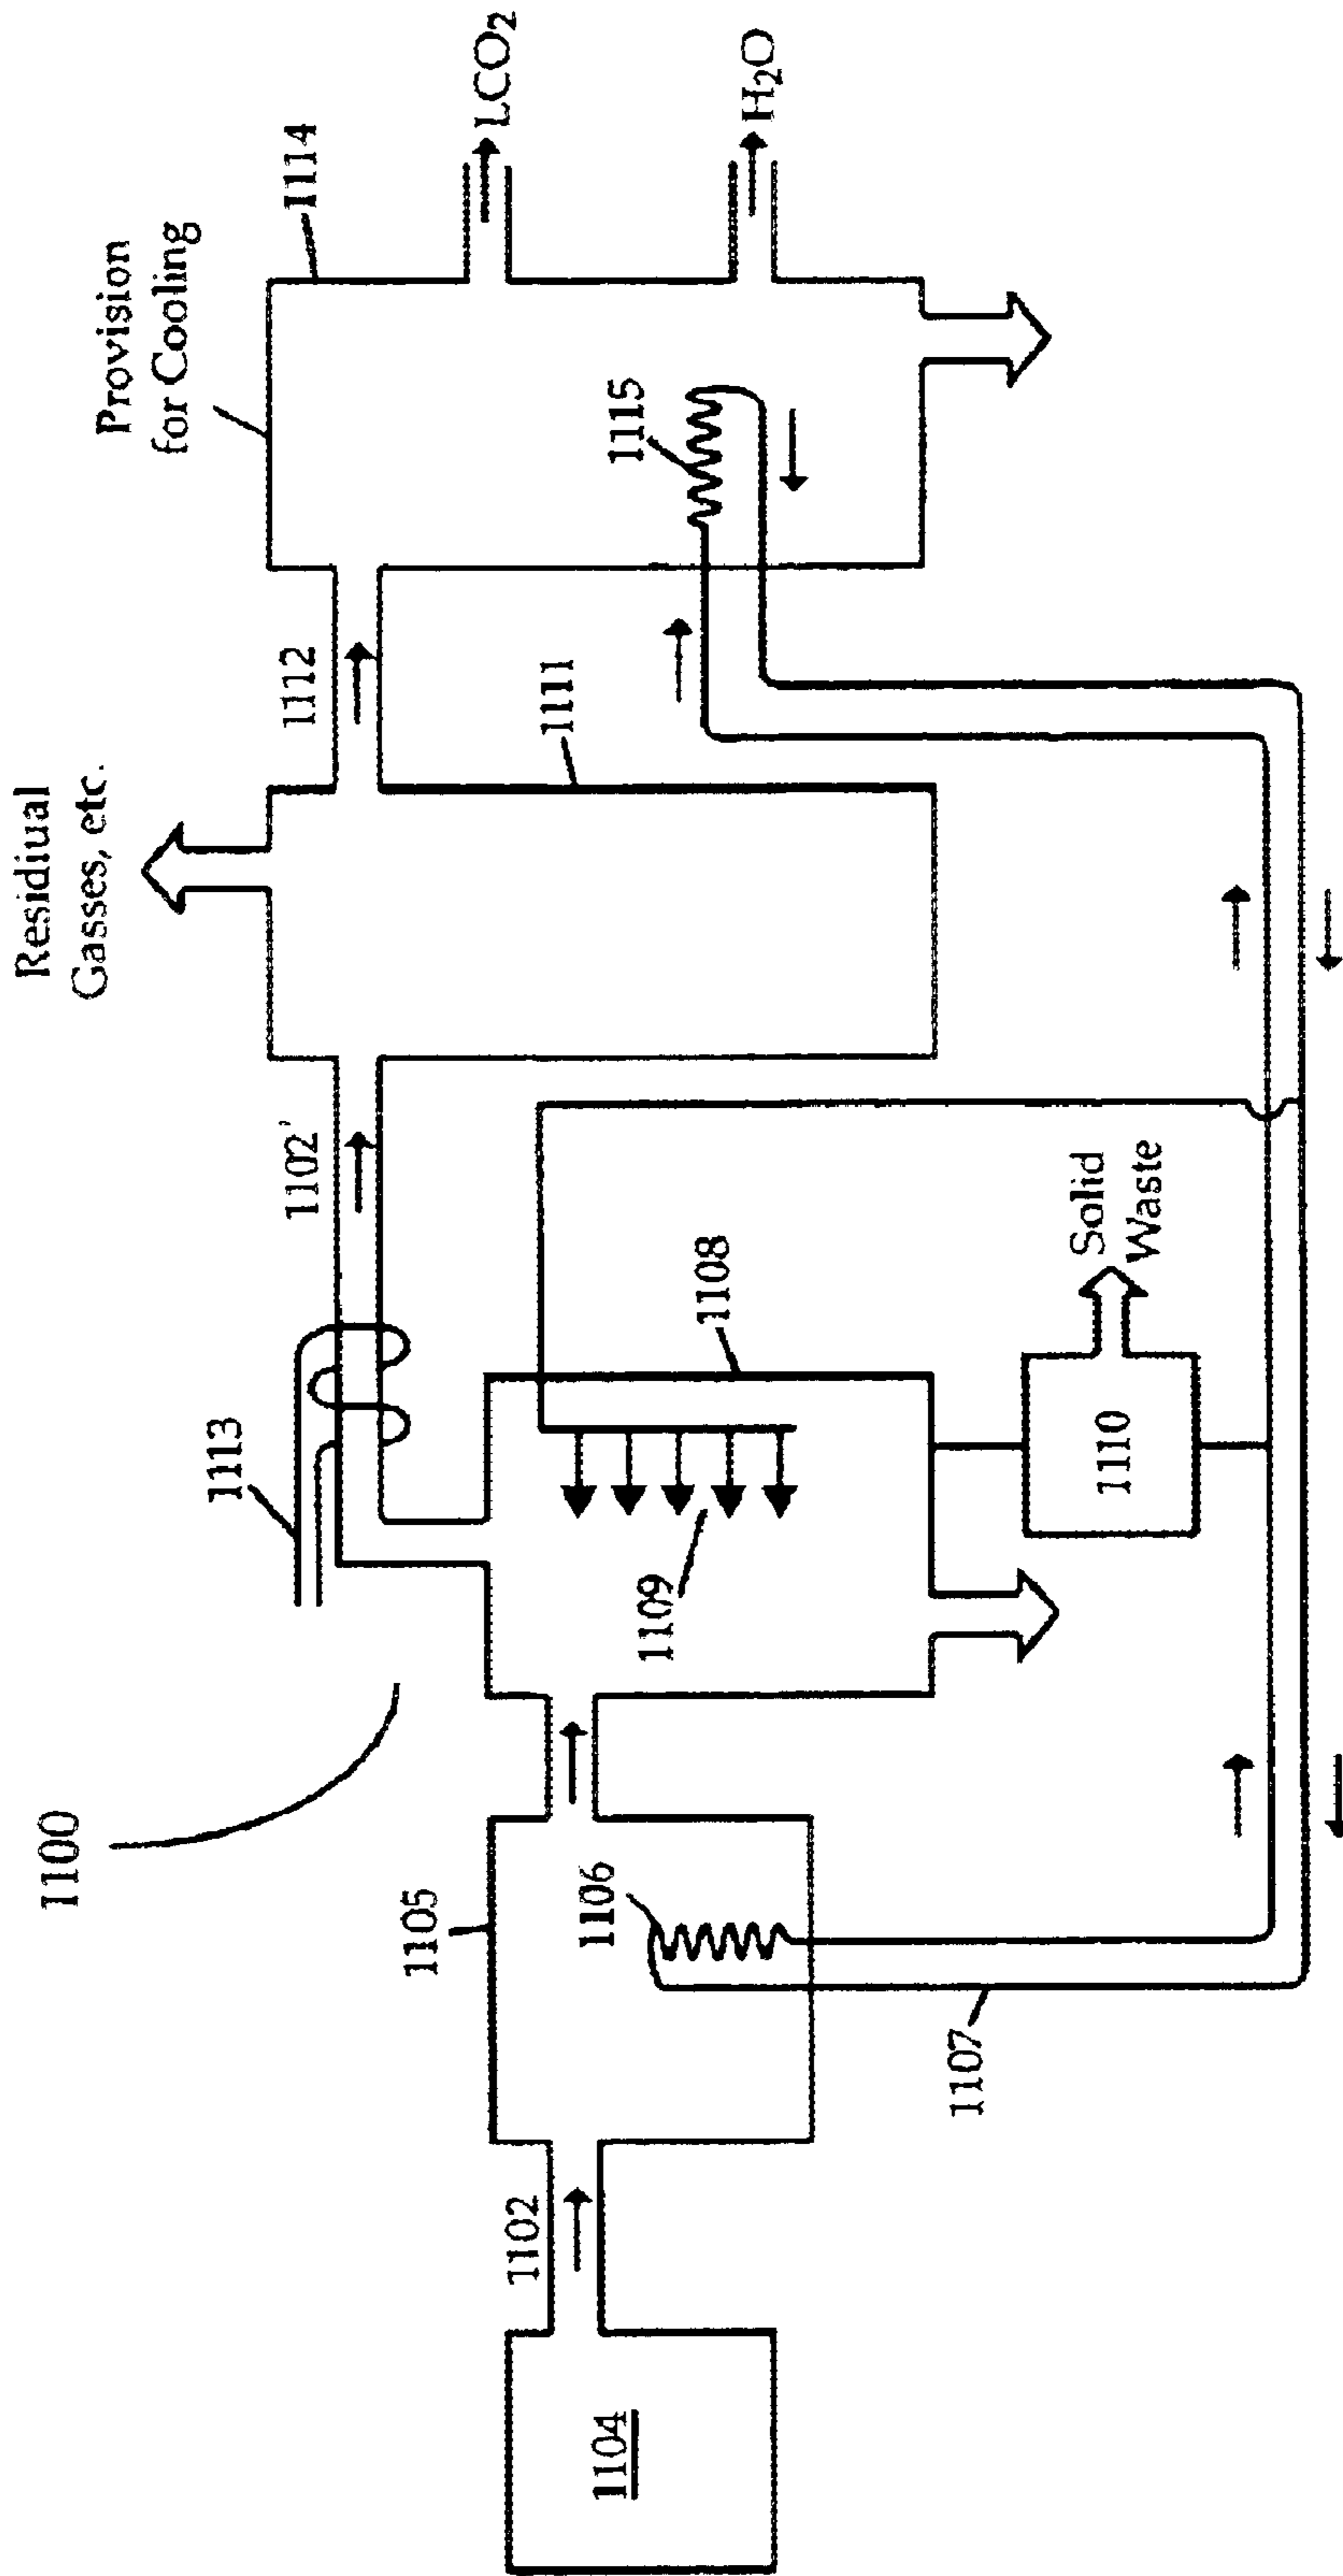 1100
Residiual
Gasses, etc.
Provision
for Cooling
1114
1113
1102'
1112
LCO₂
1105
1108
1111
H₂O
1115
1102
1106
1109
1104
1107
1110
Solid
Waste